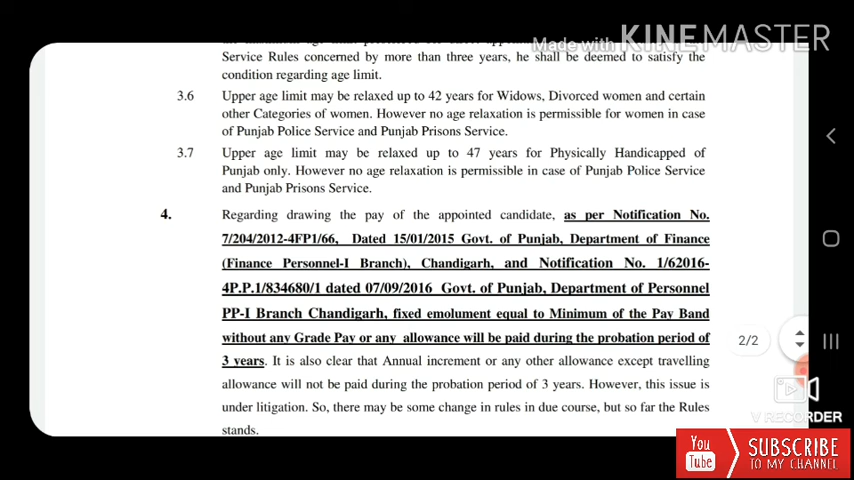 Made with KINEMASTER
Service Rules concerned by more than three years, he shall be deemed to satisfy the
condition regarding age limit.
3.6 Upper age limit may be relaxed up to 42 years for Widows, Divorced women and certain
other Categories of women. However no age relaxation is permissible for women in case
of Punjab Police Service and Punjab Prisons Service.
3.7 Upper age limit may be relaxed up to 47 years for Physically Handicapped of
Punjab only. However no age relaxation is permissible in case of Punjab Police Service
and Punjab Prisons Service.
4. Regarding drawing the pay of the appointed candidate, as per Notification No.
7/204/2012-4FP1/66, Dated 15/01/2015 Govt. of Punjab, Department of Finance
(Finance Personnel-I Branch), Chandigarh, and Notification No. 1/62016-
4P.P.1/834680/1 dated 07/09/2016 Govt. of Punjab, Department of Personnel
PP-I Branch Chandigarh, fixed emolument equal to Minimum of the Pay Band
without any Grade Pay or any allowance will be paid during the probation period of
3 years. It is also clear that Annual increment or any other allowance except travelling
allowance will not be paid during the probation period of 3 years. However, this issue is
under litigation. So, there may be some change in rules in due course, but so far the Rules
stands.
2/2
V RECORDER
You Tube
SUBSCRIBE
TO MY CHANNEL